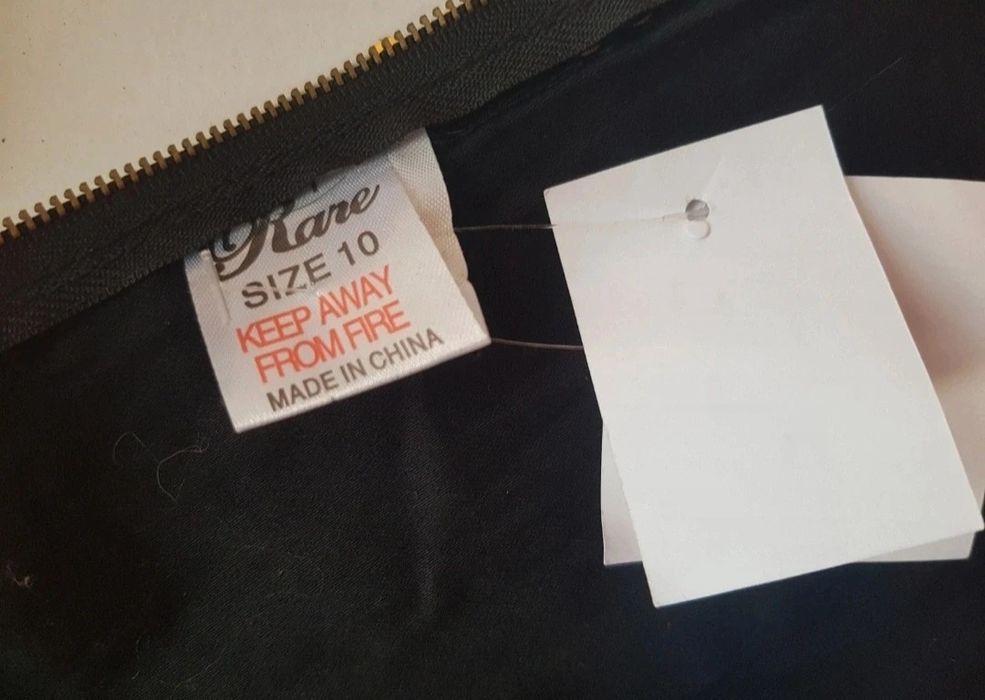 Rare
SIZE 10
KEEP AWAY
FROM FIRE
MADE IN CHINA